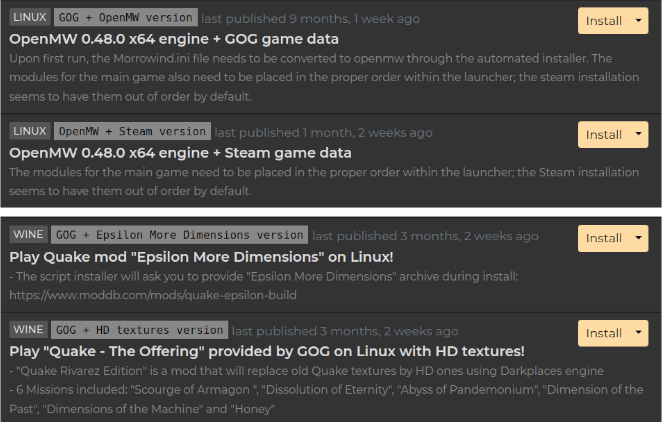 LINUX GOG + OpenMW version last published 9 months, 1 week ago Install
OpenMW 0.48.0 x64 engine + GOG game data
Upon first run, the Morrowind.ini file needs to be converted to openmw through the automated installer. The
modules for the main game also need to be placed in the proper order within the launcher; the steam installation
seems to have them out of order by default.
LINUX OpenMW + Steam version last published 1 month, 2 weeks ago Install
OpenMW 0.48.0 x64 engine + Steam game data
The modules for the main game need to be placed in the proper order within the launcher; the Steam installation
seems to have them out of order by default.
WINE GOG + Epsilon More Dimensions version last published 3 months, 2 weeks ago Install
Play Quake mod "Epsilon More Dimensions" on Linux!
- The script installer will ask you to provide "Epsilon More Dimensions" archive during install:
https://www.moddb.com/mods/quake-epsilon-build
WINE GOG + HD textures version last published 3 months, 2 weeks ago Install
Play "Quake - The Offering" provided by GOG on Linux with HD textures!
- "Quake Rivarez Edition" is a mod that will replace old Quake textures by HD ones using Darkplaces engine
- 6 Missions included: "Scourge of Armagon ", "Dissolution of Eternity", "Abyss of Pandemonium", "Dimension of the
Past", "Dimensions of the Machine" and "Honey"